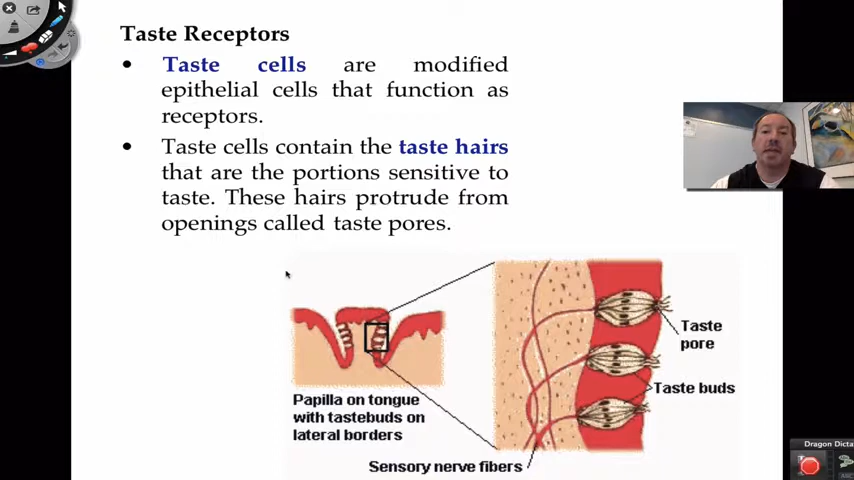 Taste Receptors
• Taste cells are modified
epithelial cells that function as
receptors.
• Taste cells contain the taste hairs
that are the portions sensitive to
taste. These hairs protrude from
openings called taste pores.
Taste
pore
Taste buds
Papilla on tongue
with tastebuds on
lateral borders
Sensory nerve fibers
Dragon Dicta